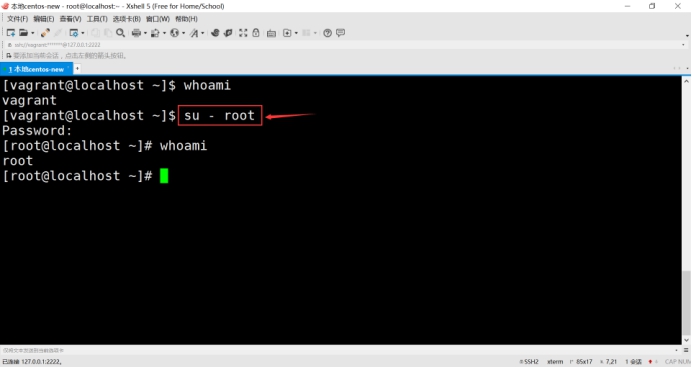 本地centos-new - root@localhost:~ - Xshell 5 (Free for Home/School)
文件(F) 编辑(E) 查看(V) 工具(T) 选项卡(B) 窗口(W) 帮助(H)
ssh://vagrant:*******@127.0.0.1:2222
要添加当前会话，点击左侧的箭头按钮。
1 本地centos-new
[vagrant@localhost ~]$ whoami
vagrant
[vagrant@localhost ~]$ su - root
Password:
[root@localhost ~]# whoami
root
[root@localhost ~]#
仅将文本发送到当前选项卡
已连接 127.0.0.1:2222。 SSH2 xterm 85x17 7,21 1 会话 CAP NUM